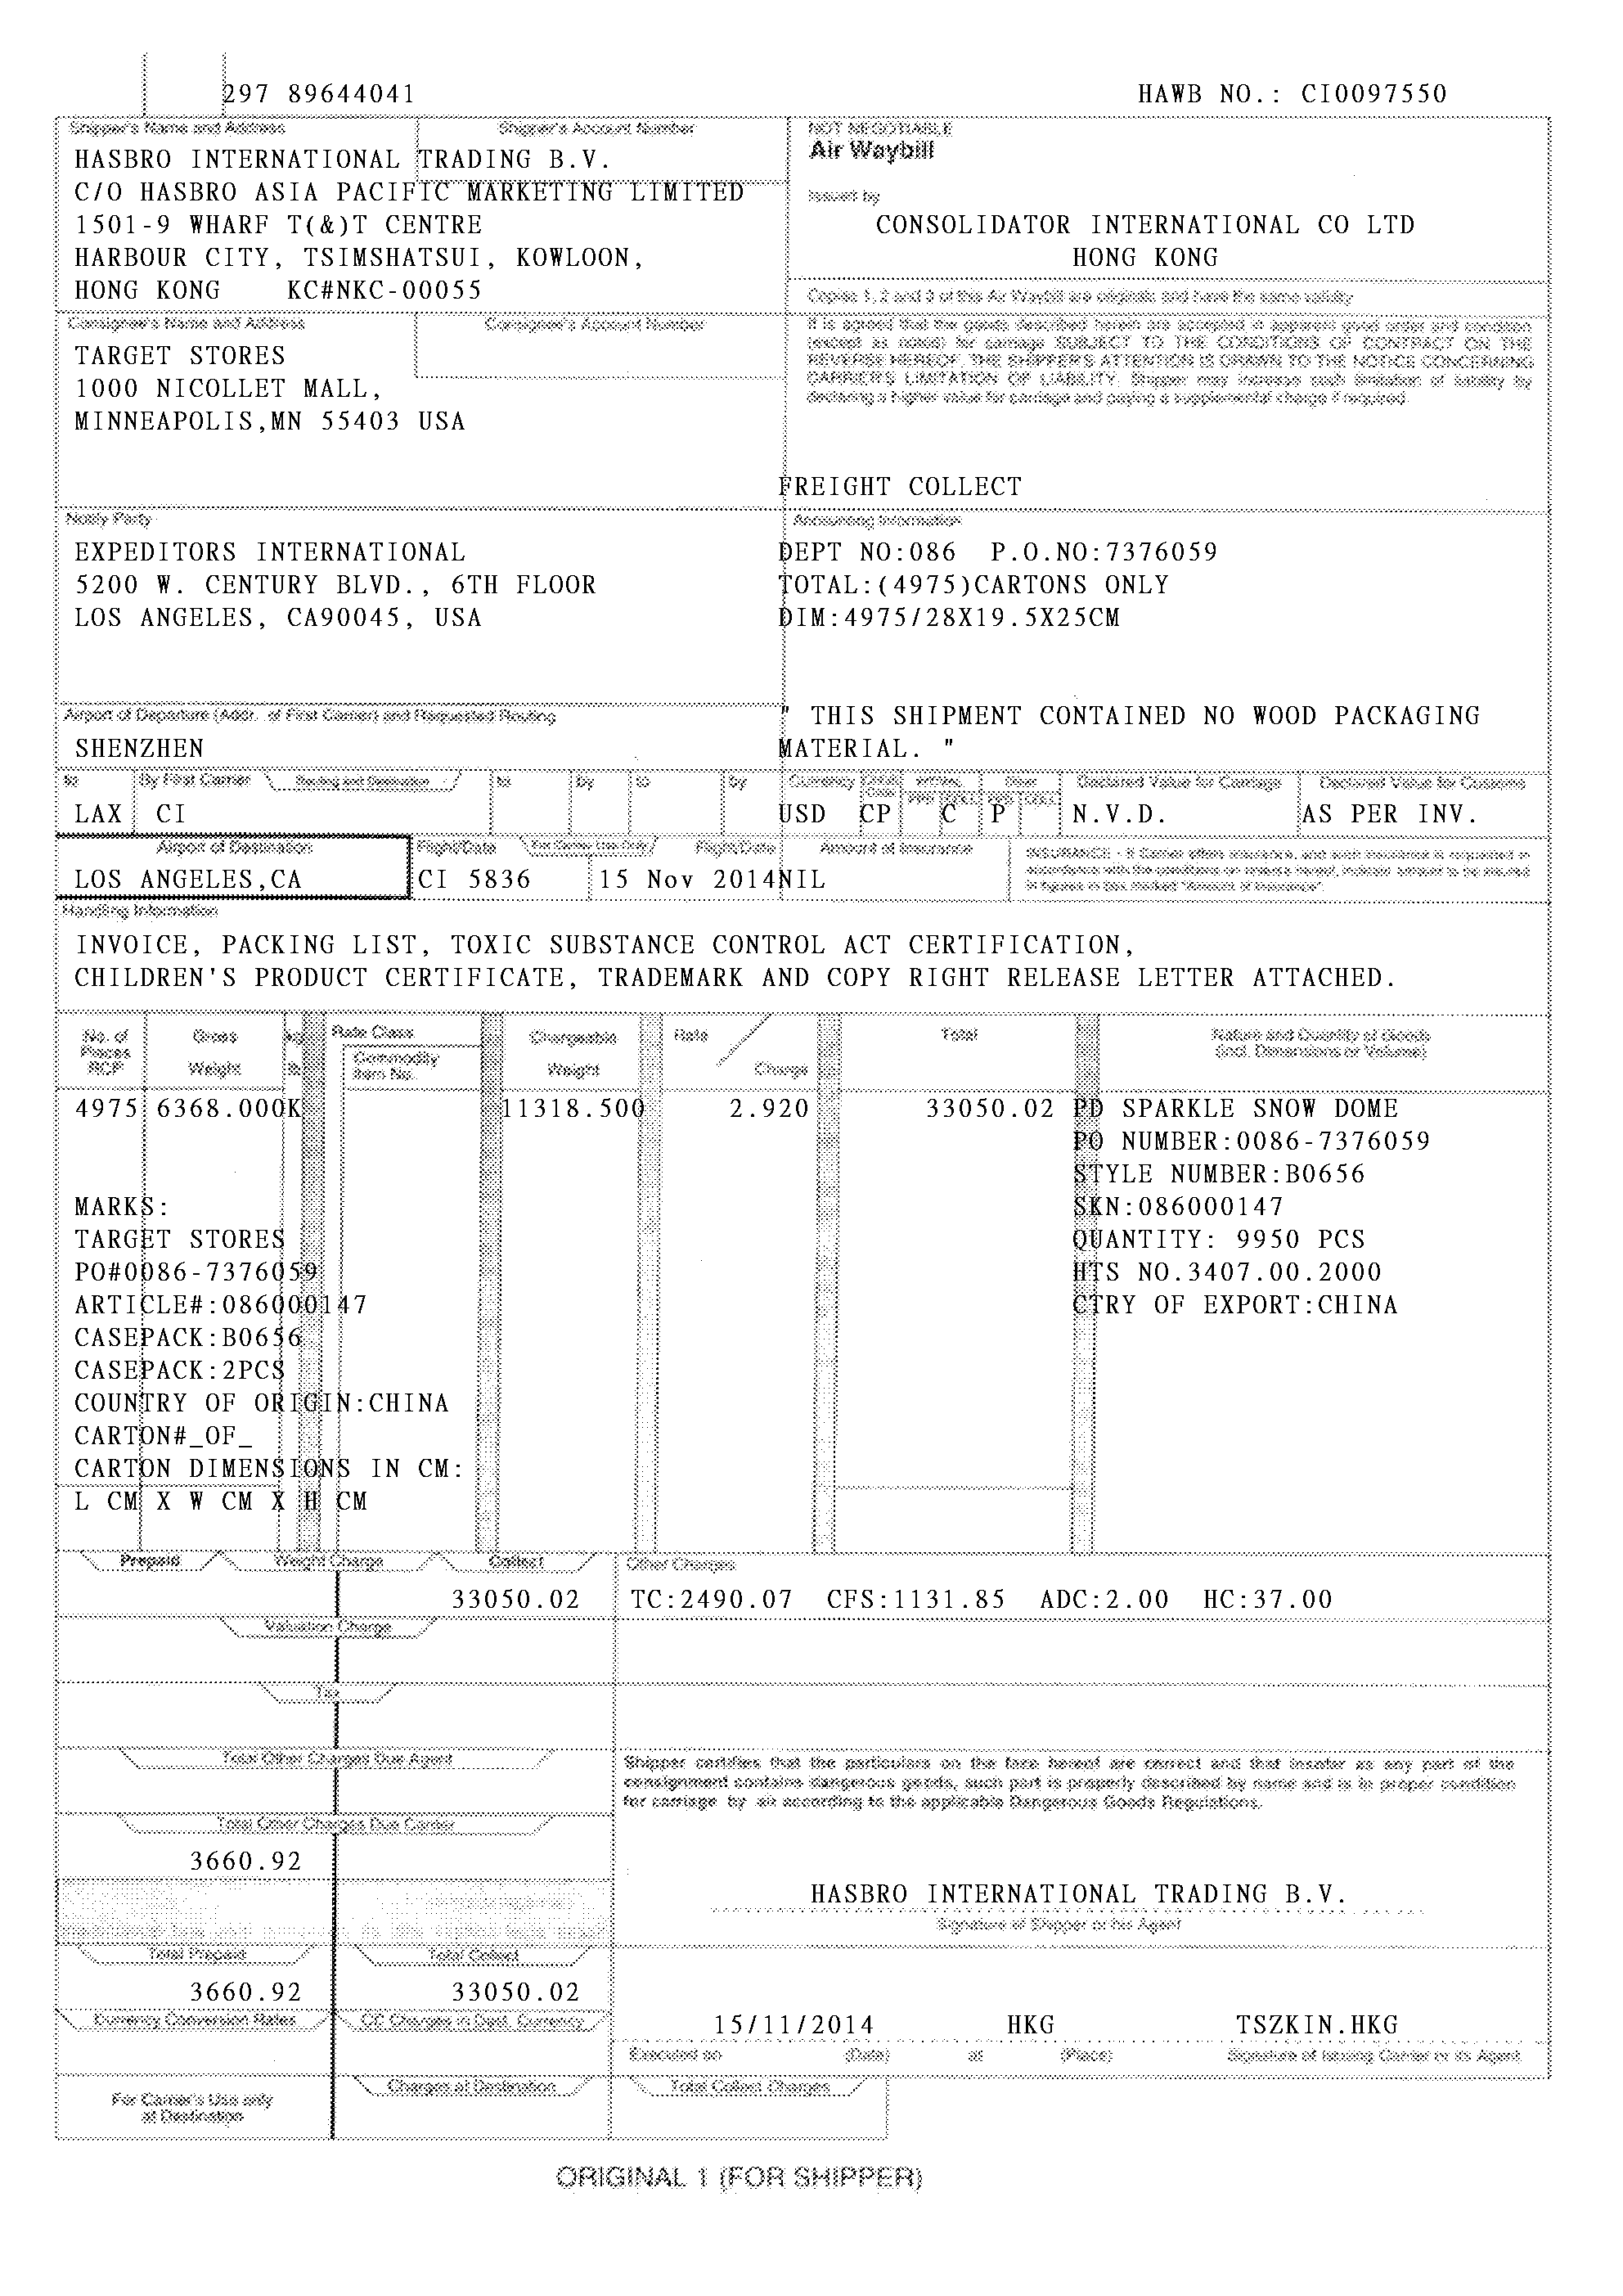 297 89644041
HAWB NO.: CI0097550
Shipper's Name and Address
Shipper's Account Number
HASBRO INTERNATIONAL TRADING B.V.
C/O HASBRO ASIA PACIFIC MARKETING LIMITED
1501-9 WHARF T(&)T CENTRE
HARBOUR CITY, TSIMSHATSUI, KOWLOON,
HONG KONG KC#NKC-00055
NOT NEGOTIABLE
Air Waybill
Issued by
CONSOLIDATOR INTERNATIONAL CO LTD
HONG KONG
Copies 1, 2 and 3 of this Air Waybill are originals and have the same validity
Consignee's Name and Address
Consignee's Account Number
TARGET STORES
1000 NICOLLET MALL,
MINNEAPOLIS,MN 55403 USA
It is agreed that the goods described herein are accepted in apparent good order and condition
(except as noted) for carriage SUBJECT TO THE CONDITIONS OF CONTRACT ON THE
REVERSE HEREOF. THE SHIPPER'S ATTENTION IS DRAWN TO THE NOTICE CONCERNING
CARRIER'S LIMITATION OF LIABILITY. Shipper may increase such limitation of liability by
declaring a higher value for carriage and paying a supplemental charge if required.
FREIGHT COLLECT
Notify Party
EXPEDITORS INTERNATIONAL
5200 W. CENTURY BLVD., 6TH FLOOR
LOS ANGELES, CA90045, USA
Accounting Information
DEPT NO:086 P.O.NO:7376059
TOTAL:(4975)CARTONS ONLY
DIM:4975/28X19.5X25CM
" THIS SHIPMENT CONTAINED NO WOOD PACKAGING
MATERIAL. "
Airport of Departure (Addr. of First Carrier) and Requested Routing
SHENZHEN
to By First Carrier Routing and Destination to by to by Currency WT/VAL Other Declared Value for Carriage Declared Value for Customs
PPD COLL PPD COLL
LAX CI USD CP C P N.V.D. AS PER INV.
Airport of Destination Flight/Date For Carrier Use Only Flight/Date Amount of Insurance
LOS ANGELES,CA CI 5836 15 Nov 2014 NIL
INSURANCE - If Carrier offers insurance, and such insurance is requested in
accordance with the conditions on reverse hereof, indicate amount to be insured
in figures in box marked "Amount of Insurance".
Handling Information
INVOICE, PACKING LIST, TOXIC SUBSTANCE CONTROL ACT CERTIFICATION,
CHILDREN'S PRODUCT CERTIFICATE, TRADEMARK AND COPY RIGHT RELEASE LETTER ATTACHED.
No. of Pieces RCP
Gross Weight
kg lb
Rate Class
Commodity Item No.
Chargeable Weight
Rate / Charge
Total
Nature and Quantity of Goods
(incl. Dimensions or Volume)
4975 6368.000K 11318.500 2.920 33050.02 PD SPARKLE SNOW DOME
PO NUMBER:0086-7376059
STYLE NUMBER:B0656
SKN:086000147
QUANTITY: 9950 PCS
HTS NO.3407.00.2000
CTRY OF EXPORT:CHINA
MARKS:
TARGET STORES
PO#0086-7376059
ARTICLE#:086000147
CASEPACK:B0656
CASEPACK:2PCS
COUNTRY OF ORIGIN:CHINA
CARTON#_OF_
CARTON DIMENSIONS IN CM:
L CM X W CM X H CM
Prepaid Weight Charge Collect
33050.02
Other Charges
TC:2490.07 CFS:1131.85 ADC:2.00 HC:37.00
Valuation Charge
Tax
Total Other Charges Due Agent
Shipper certifies that the particulars on the face hereof are correct and that insofar as any part of the
consignment contains dangerous goods, such part is properly described by name and is in proper condition
for carriage by air according to the applicable Dangerous Goods Regulations.
Total Other Charges Due Carrier
3660.92
HASBRO INTERNATIONAL TRADING B.V.
Signature of Shipper or his Agent
Total Prepaid Total Collect
3660.92 33050.02
Currency Conversion Rates CC Charges in Dest. Currency
15/11/2014 HKG TSZKIN.HKG
Executed on (Date) at (Place) Signature of Issuing Carrier or its Agent
For Carrier's Use only
at Destination
Charges at Destination
Total Collect Charges
ORIGINAL 1 (FOR SHIPPER)